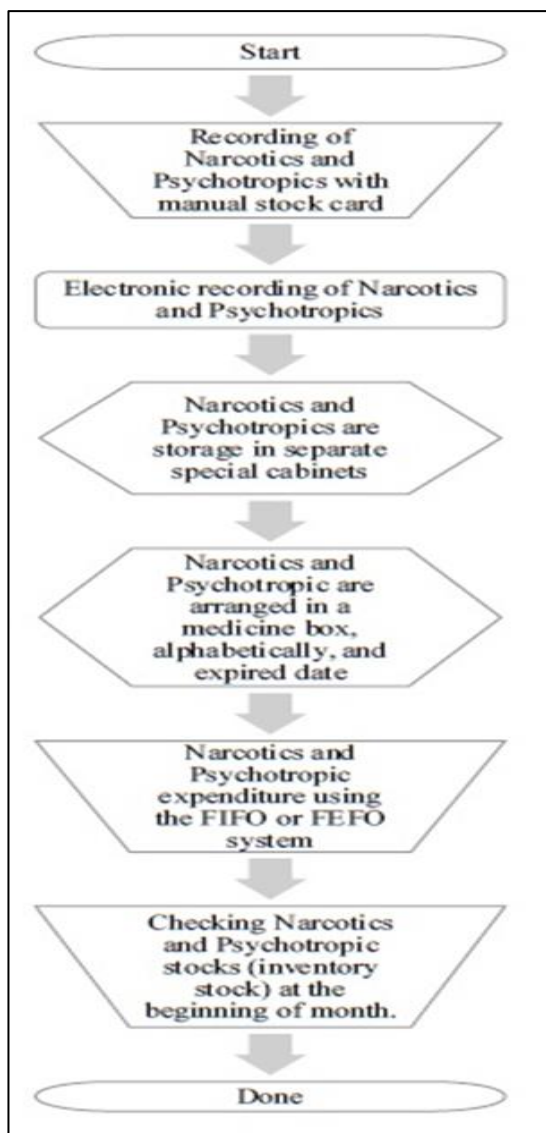 Start
Recording of
Narcotics and
Psychotropics with
manual stock card
Electronic recording of Narcotics
and Psychotropics
Narcotics and
Psychotropics are
storage in separate
special cabinets
Narcotics and
Psychotropic are
arranged in a
medicine box,
alphabetically, and
expired date
Narcotics and
Psychotropic
expenditure using
the FIFO or FEFO
system
Checking Narcotics
and Psychotropic
stocks (inventory
stock) at the
beginning of month.
Done